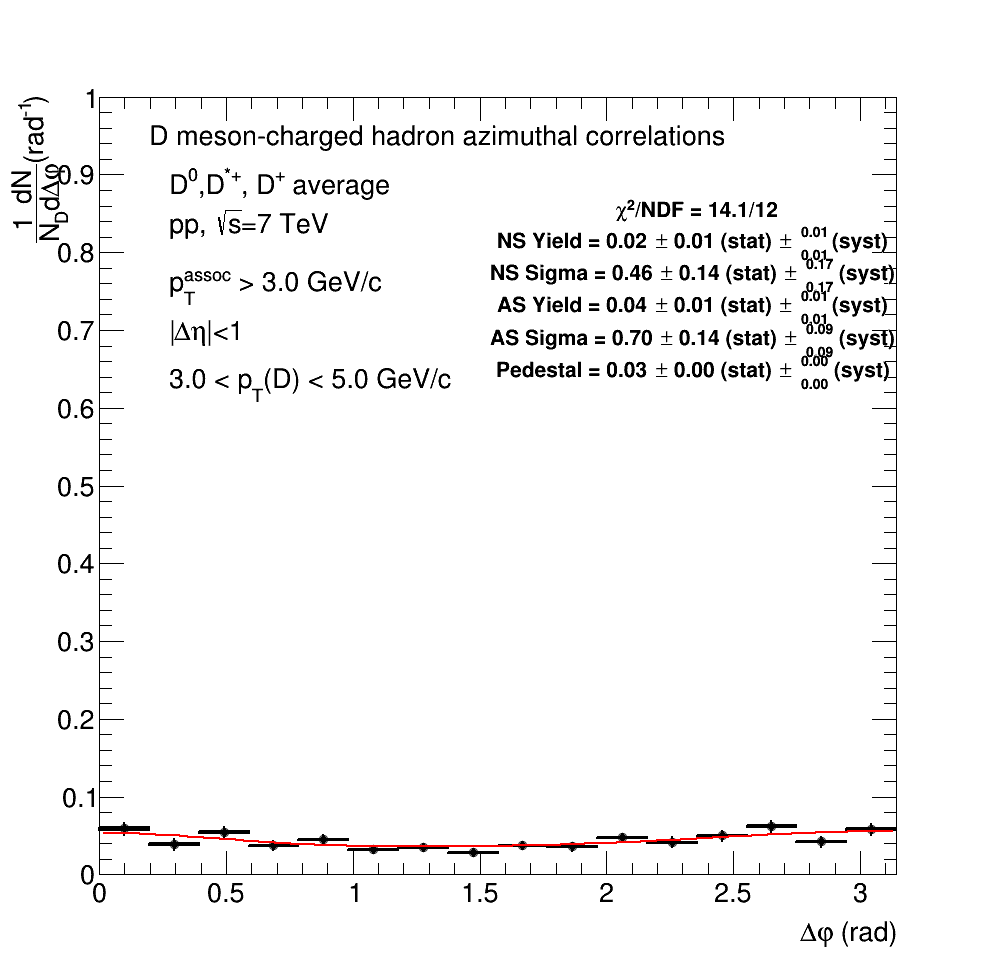 D meson-charged hadron azimuthal correlations
D⁰,D*⁺, D⁺ average
pp, √s=7 TeV
p_T^assoc > 3.0 GeV/c
|Δη|<1
3.0 < p_T(D) < 5.0 GeV/c
χ²/NDF = 14.1/12
NS Yield = 0.02 ± 0.01 (stat) ± 0.01 0.01 (syst)
NS Sigma = 0.46 ± 0.14 (stat) ± 0.17 0.17 (syst)
AS Yield = 0.04 ± 0.01 (stat) ± 0.01 0.01 (syst)
AS Sigma = 0.70 ± 0.14 (stat) ± 0.09 0.09 (syst)
Pedestal = 0.03 ± 0.00 (stat) ± 0.00 0.00 (syst)
1 dN
N_D dΔφ
(rad⁻¹)
1
0.9
0.8
0.7
0.6
0.5
0.4
0.3
0.2
0.1
0
0 0.5 1 1.5 2 2.5 3
Δφ (rad)